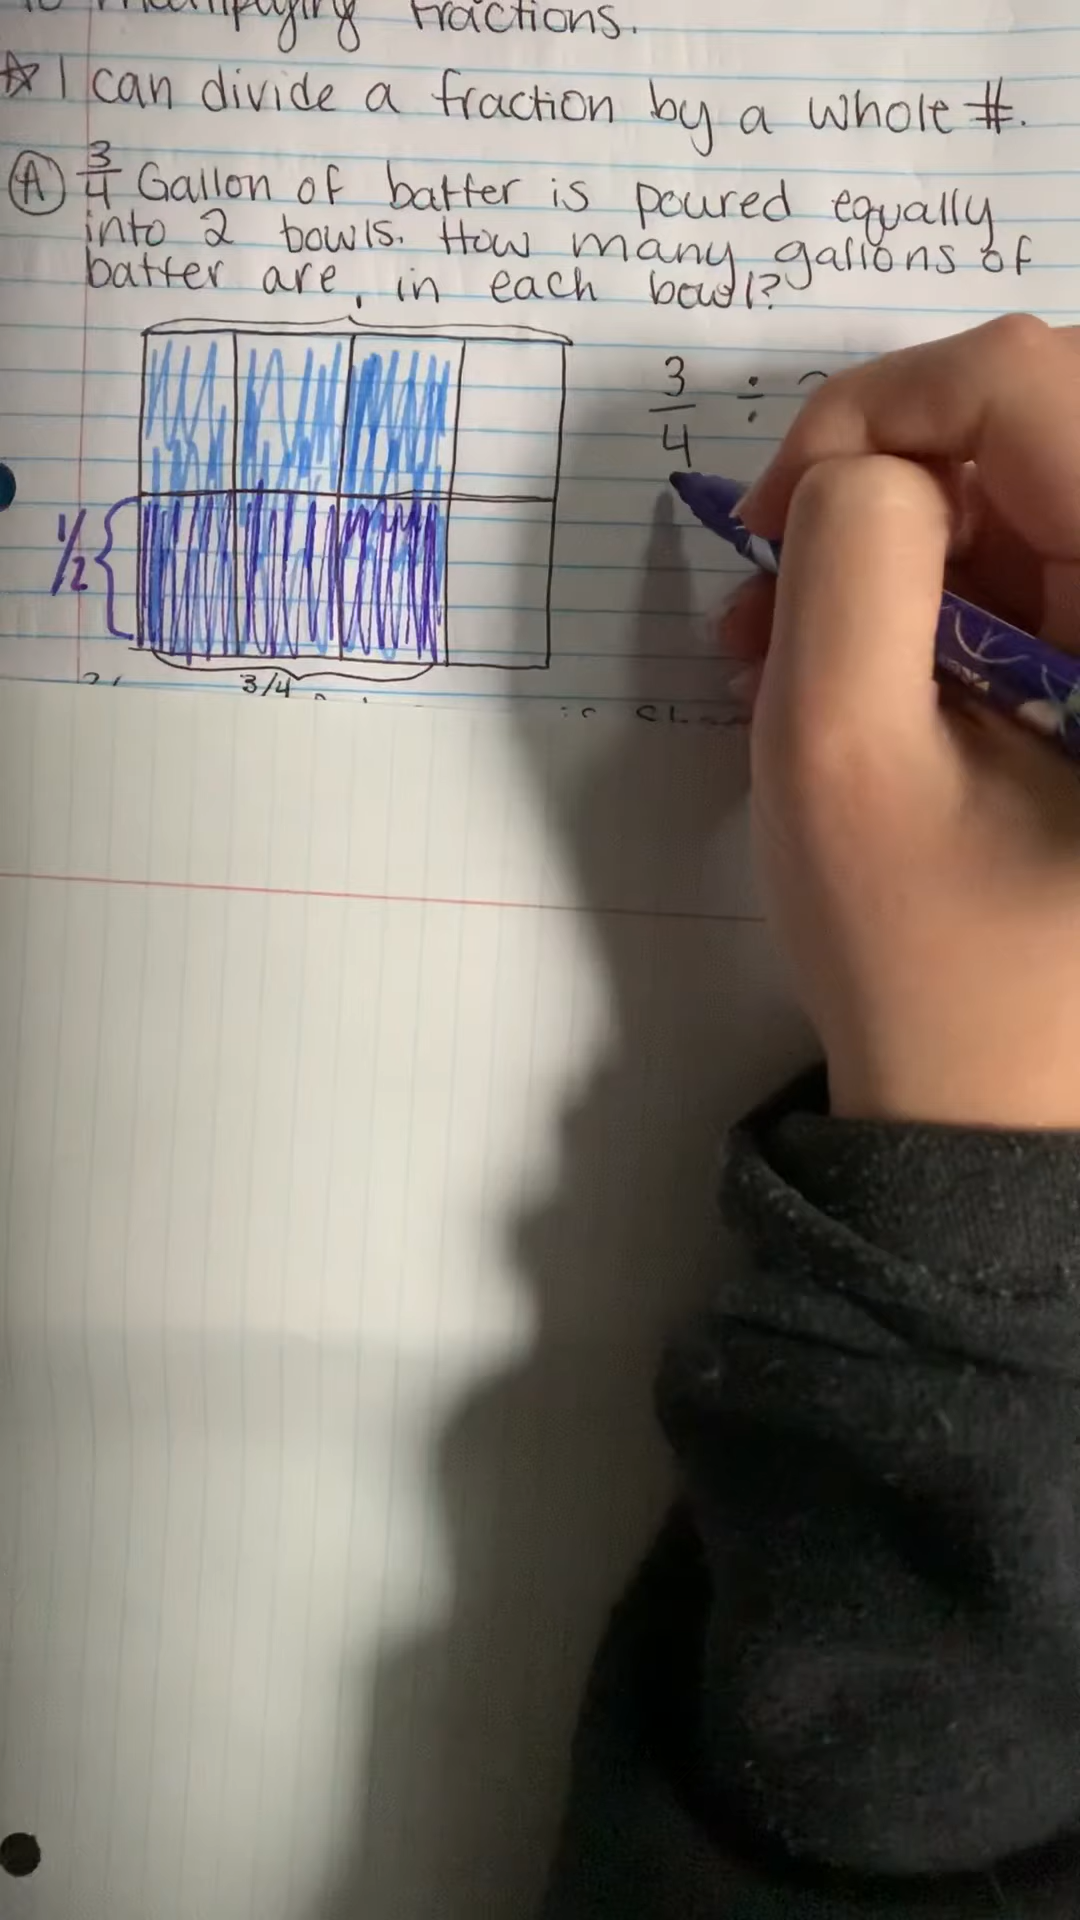 fractions.
☆ I can divide a fraction by a whole #.
Ⓐ 3/4 Gallon of batter is poured equally
into 2 bowls. How many gallons of
batter are in each bowl?
3/4 ÷
1/2
3/4